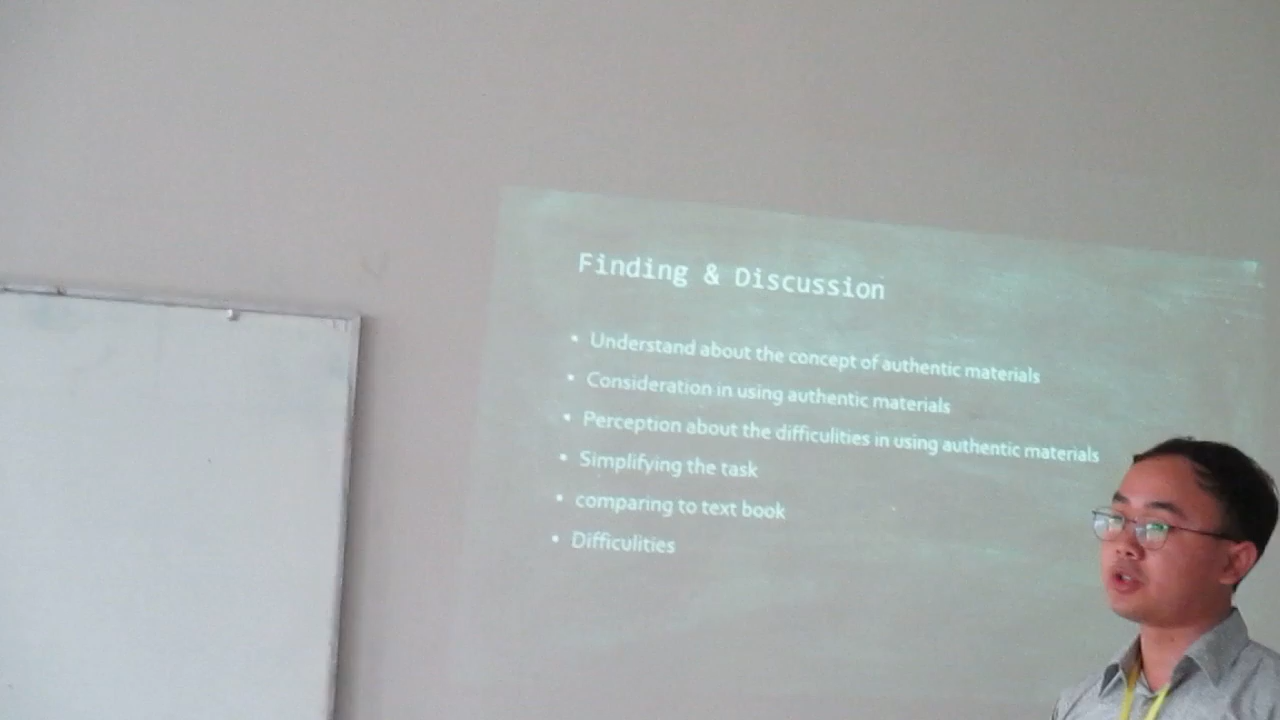 Finding & Discussion
• Understand about the concept of authentic materials
• Consideration in using authentic materials
• Perception about the difficulities in using authentic materials
• Simplifying the task
• comparing to text book
• Difficulities